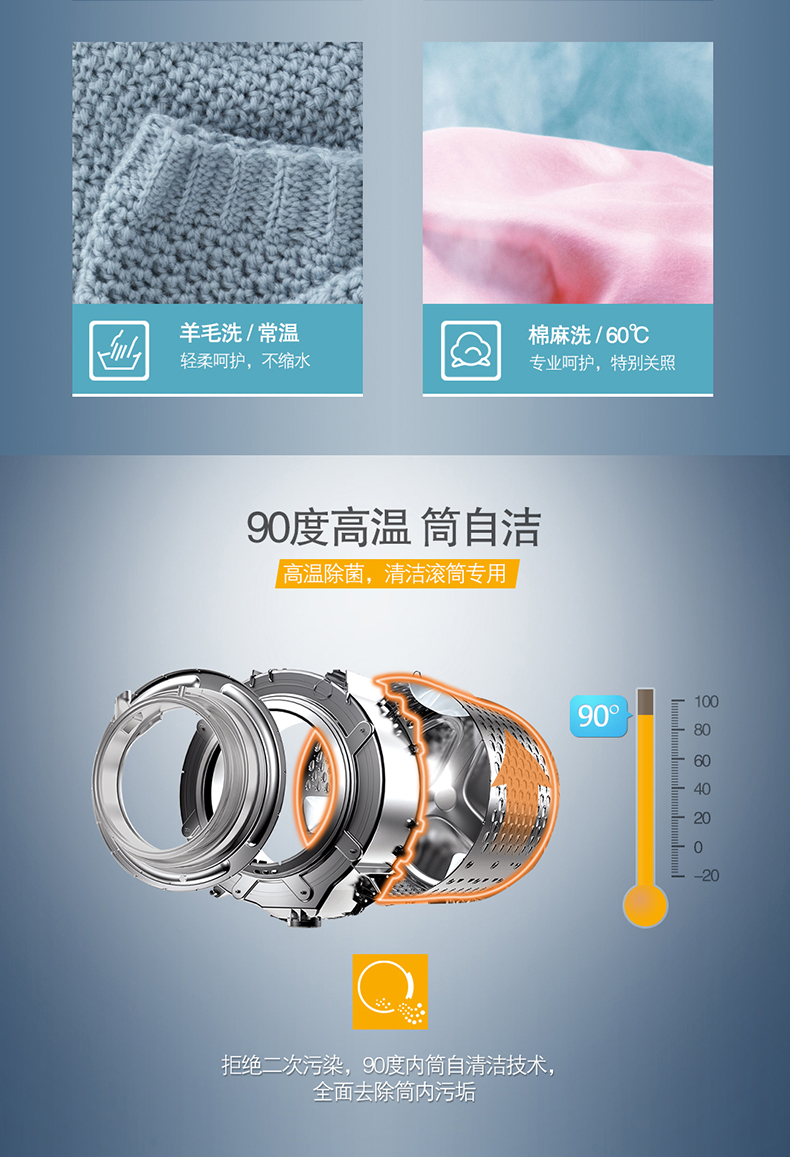 羊毛洗 / 常温
轻柔呵护，不缩水
棉麻洗 / 60℃
专业呵护，特别关照
90度高温 筒自洁
高温除菌，清洁滚筒专用
90°
100
80
60
40
20
0
-20
拒绝二次污染，90度内筒自清洁技术，
全面去除筒内污垢